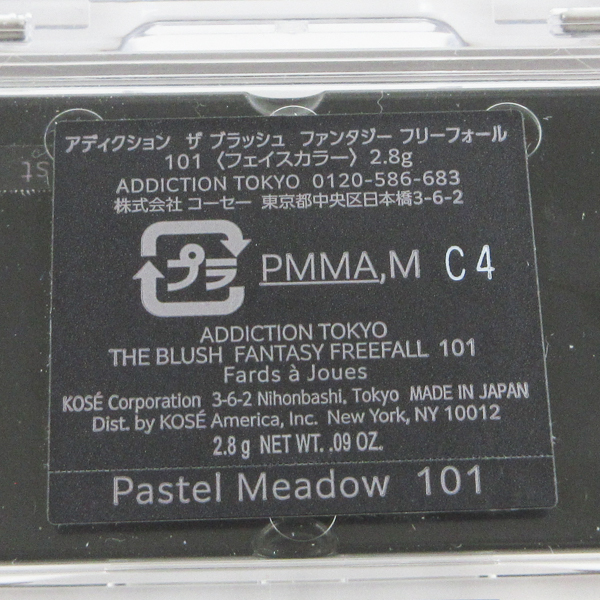 アディクション ザ ブラッシュ ファンタジー フリーフォール
101〈フェイスカラー〉2.8g
ADDICTION TOKYO 0120-586-683
株式会社 コーセー 東京都中央区日本橋3-6-2
プラ PMMA,M C4
ADDICTION TOKYO
THE BLUSH FANTASY FREEFALL 101
Fards à Joues
KOSÉ Corporation 3-6-2 Nihonbashi, Tokyo MADE IN JAPAN
Dist. by KOSÉ America, Inc. New York, NY 10012
2.8 g NET WT. .09 OZ.
Pastel Meadow 101